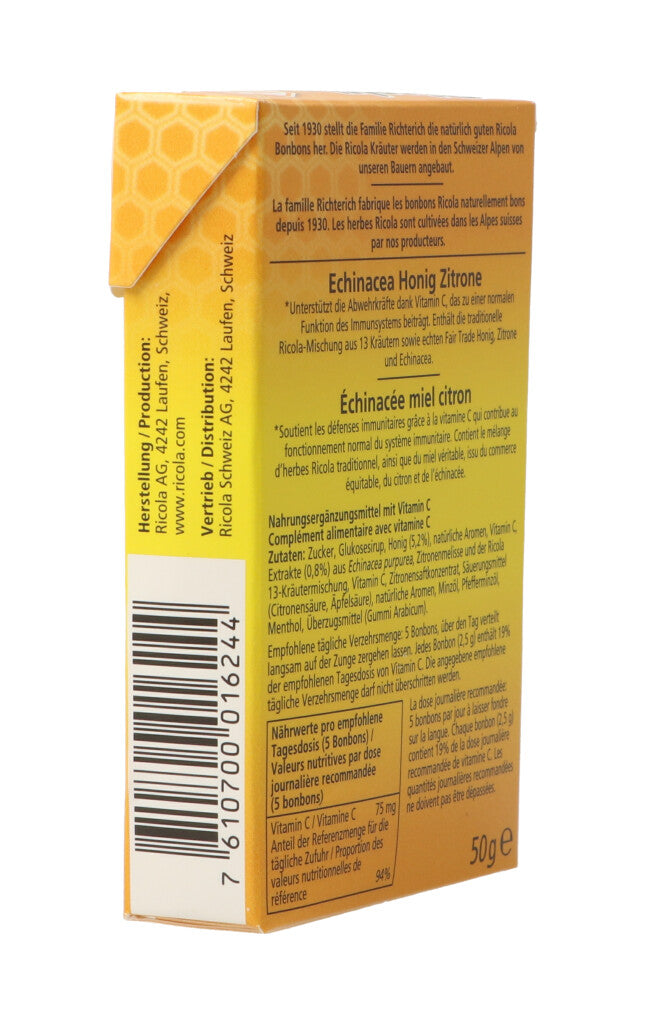 Seit 1930 stellt die Familie Richterich die natürlich guten Ricola
Bonbons her. Die Ricola Kräuter werden in den Schweizer Alpen von
unseren Bauern angebaut.
La famille Richterich fabrique les bonbons Ricola naturellement bons
depuis 1930. Les herbes Ricola sont cultivées dans les Alpes suisses
par nos producteurs.
Echinacea Honig Zitrone
*Unterstützt die Abwehrkräfte dank Vitamin C, das zu einer normalen
Funktion des Immunsystems beiträgt. Enthält die traditionelle
Ricola-Mischung aus 13 Kräutern sowie echten Fair Trade Honig, Zitrone
und Echinacea.
Échinacée miel citron
*Soutient les défenses immunitaires grâce à la vitamine C qui contribue au
fonctionnement normal du système immunitaire. Contient le mélange
d'herbes Ricola traditionnel, ainsi que du miel véritable, issu du commerce
équitable, du citron et de l'échinacée.
Nahrungsergänzungsmittel mit Vitamin C
Complément alimentaire avec vitamine C
Zutaten: Zucker, Glukosesirup, Honig (5,2%), natürliche Aromen, Vitamin C,
Extrakte (0,8%) aus Echinacea purpurea, Zitronenmelisse und der Ricola
13-Kräutermischung, Vitamin C, Zitronensaftkonzentrat, Säuerungsmittel
(Citronensäure, Äpfelsäure), natürliche Aromen, Minzöl, Pfefferminzöl,
Menthol, Überzugsmittel (Gummi Arabicum).
Empfohlene tägliche Verzehrsmenge: 5 Bonbons, über den Tag verteilt
langsam auf der Zunge zergehen lassen. Jedes Bonbon (2,5 g) enthält 19%
der empfohlenen Tagesdosis von Vitamin C. Die angegebene empfohlene
tägliche Verzehrsmenge darf nicht überschritten werden.
Nährwerte pro empfohlene
Tagesdosis (5 Bonbons) /
Valeurs nutritives par dose
journalière recommandée
(5 bonbons)
Vitamin C / Vitamine C 75 mg
Anteil der Referenzmenge für die
tägliche Zufuhr / Proportion des
valeurs nutritionnelles de
référence 94%
La dose journalière recommandée:
5 bonbons par jour à laisser fondre
sur la langue. Chaque bonbon (2,5 g)
contient 19% de la dose journalière
recommandée de vitamine C. Les
quantités journalières recommandées
ne doivent pas être dépassées.
50g e
Herstellung / Production:
Ricola AG, 4242 Laufen, Schweiz,
www.ricola.com
Vertrieb / Distribution:
Ricola Schweiz AG, 4242 Laufen, Schweiz
7 610700 016244